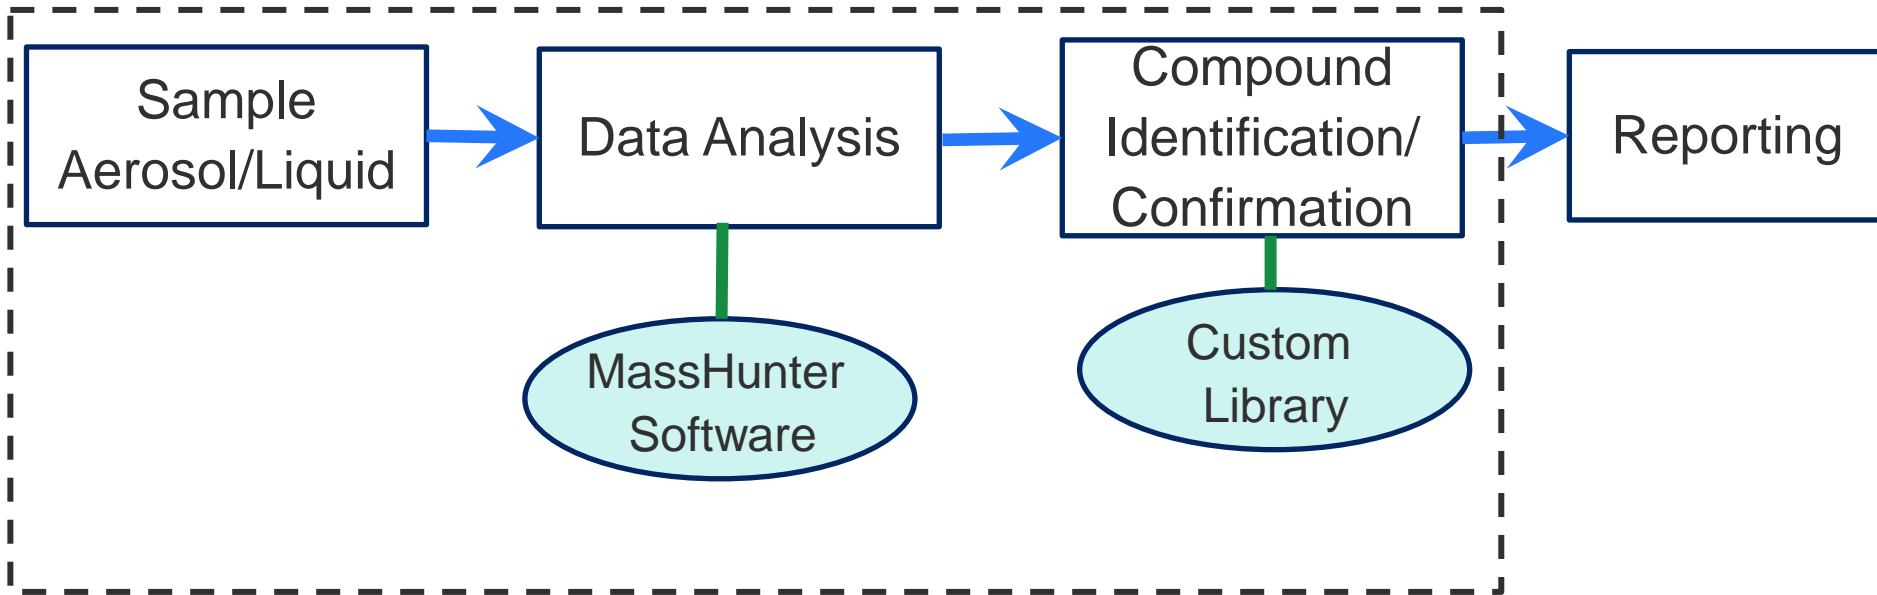 Sample
Aerosol/Liquid
Data Analysis
Compound
Identification/
Confirmation
Reporting
MassHunter
Software
Custom
Library